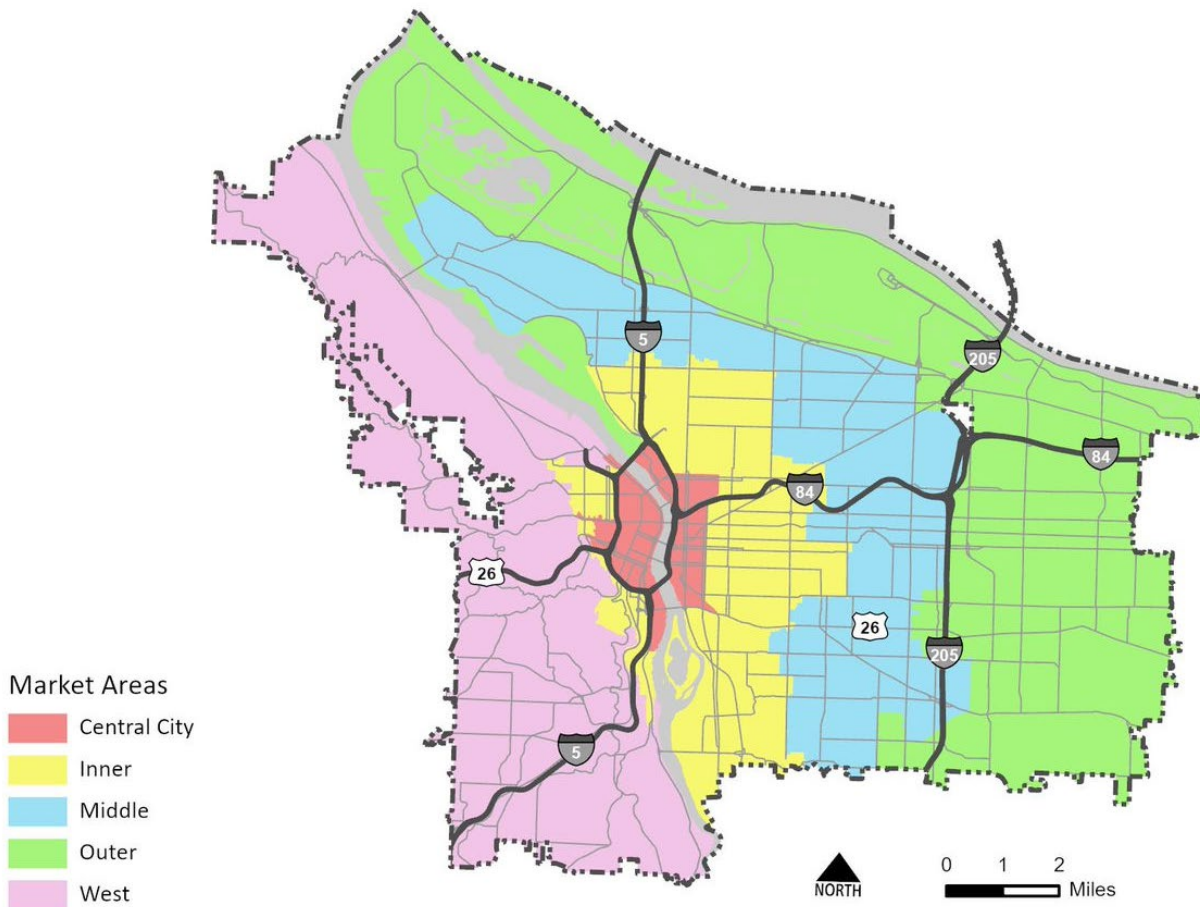 5
205
84
84
26
26
205
5
Market Areas
Central City
Inner
Middle
Outer
West
NORTH
0 1 2
Miles